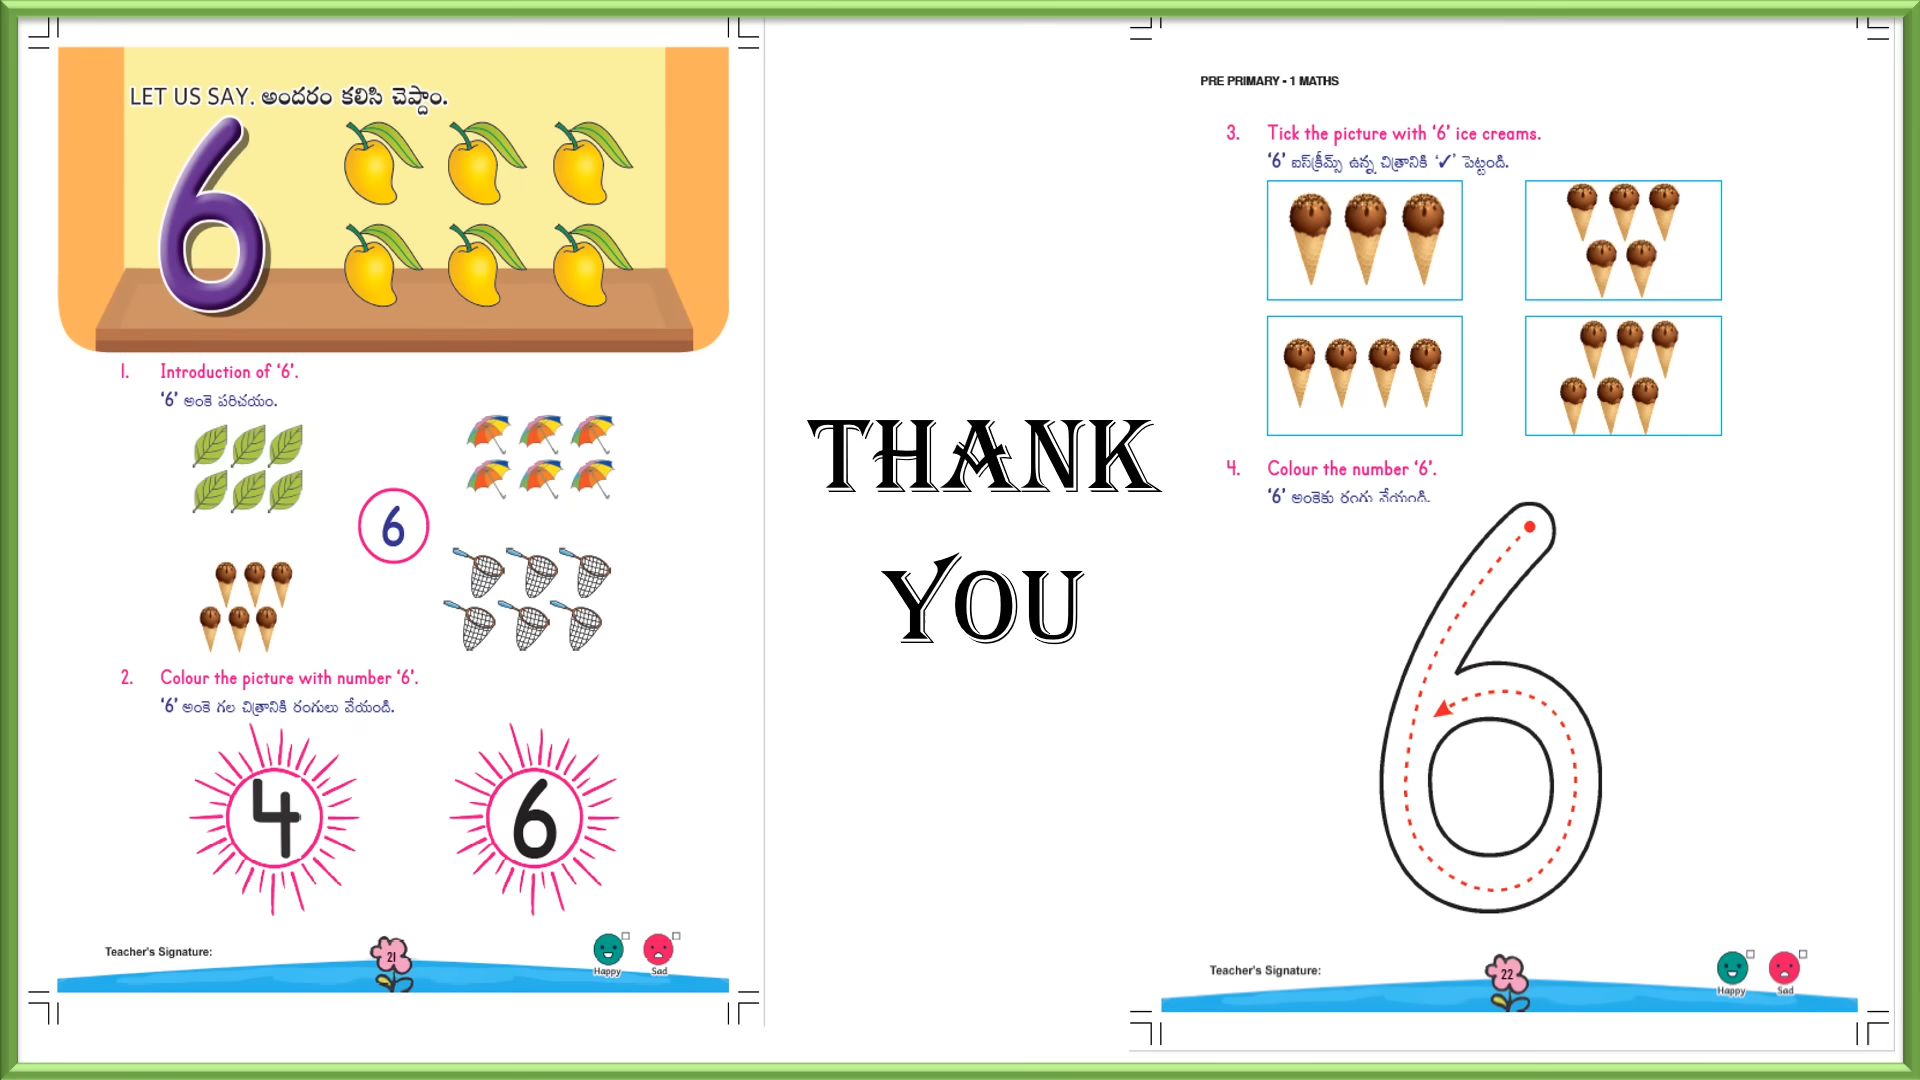 LET US SAY. అందరం కలిసి చెప్దాం.
6
1. Introduction of ‘6’.
‘6’ అంకె పరిచయం.
6
2. Colour the picture with number ‘6’.
‘6’ అంకె గల చిత్రానికి రంగులు వేయండి.
4 6
Teacher's Signature:
21
Happy Sad
THANK
YOU
PRE PRIMARY - 1 MATHS
3. Tick the picture with ‘6’ ice creams.
‘6’ ఐస్‌క్రీమ్స్ ఉన్న చిత్రానికి ‘✓’ పెట్టండి.
4. Colour the number ‘6’.
‘6’ అంకెకు రంగు వేయండి.
6
Teacher's Signature:
22
Happy Sad